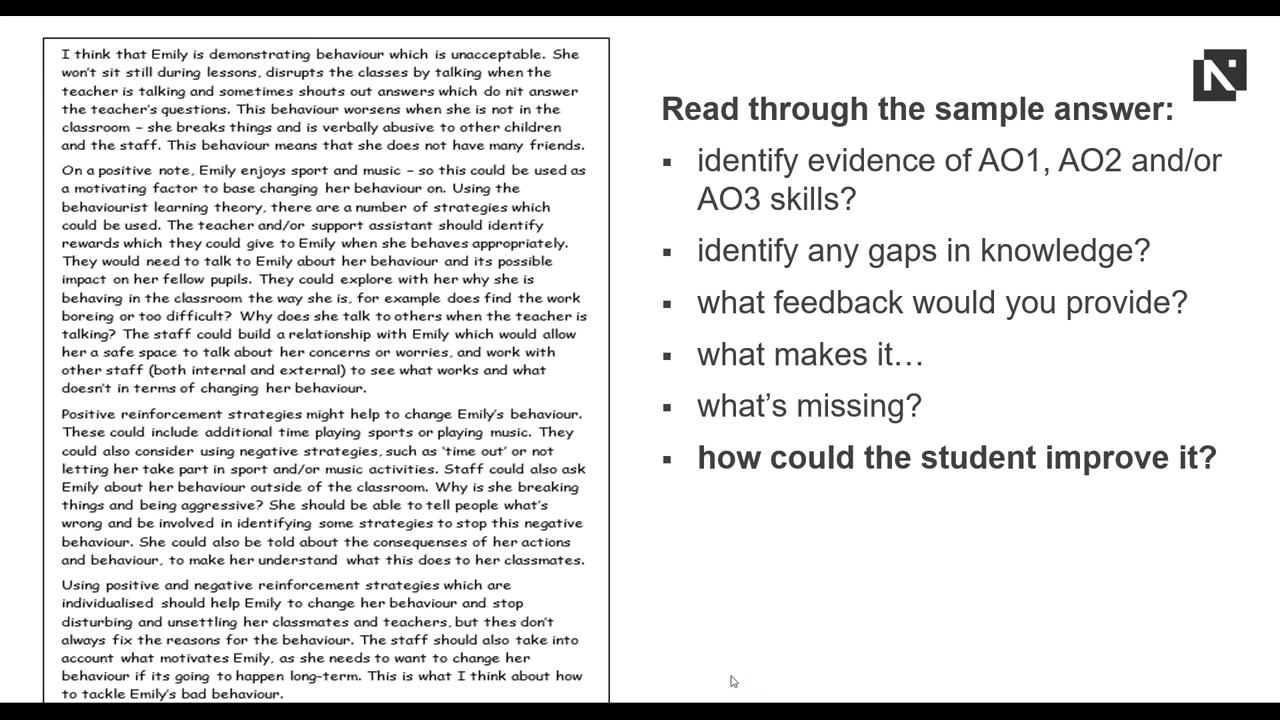 I think that Emily is demonstrating behaviour which is unacceptable. She
won't sit still during lessons, disrupts the classes by talking when the
teacher is talking and sometimes shouts out answers which do nit answer
the teacher's questions. This behaviour worsens when she is not in the
classroom – she breaks things and is verbally abusive to other children
and the staff. This behaviour means that she does not have many friends.
On a positive note, Emily enjoys sport and music – so this could be used as
a motivating factor to base changing her behaviour on. Using the
behaviourist learning theory, there are a number of strategies which
could be used. The teacher and/or support assistant should identify
rewards which they could give to Emily when she behaves appropriately.
They would need to talk to Emily about her behaviour and its possible
impact on her fellow pupils. They could explore with her why she is
behaving in the classroom the way she is, for example does find the work
boreing or too difficult? Why does she talk to others when the teacher is
talking? The staff could build a relationship with Emily which would allow
her a safe space to talk about her concerns or worries, and work with
other staff (both internal and external) to see what works and what
doesn't in terms of changing her behaviour.
Positive reinforcement strategies might help to change Emily's behaviour.
These could include additional time playing sports or playing music. They
could also consider using negative strategies, such as 'time out' or not
letting her take part in sport and/or music activities. Staff could also ask
Emily about her behaviour outside of the classroom. Why is she breaking
things and being aggressive? She should be able to tell people what's
wrong and be involved in identifying some strategies to stop this negative
behaviour. She could also be told about the consequenses of her actions
and behaviour, to make her understand what this does to her classmates.
Using positive and negative reinforcement strategies which are
individualised should help Emily to change her behaviour and stop
disturbing and unsettling her classmates and teachers, but thes don't
always fix the reasons for the behaviour. The staff should also take into
account what motivates Emily, as she needs to want to change her
behaviour if its going to happen long-term. This is what I think about how
to tackle Emily's bad behaviour.
N
Read through the sample answer:
▪ identify evidence of AO1, AO2 and/or
AO3 skills?
▪ identify any gaps in knowledge?
▪ what feedback would you provide?
▪ what makes it…
▪ what's missing?
▪ how could the student improve it?